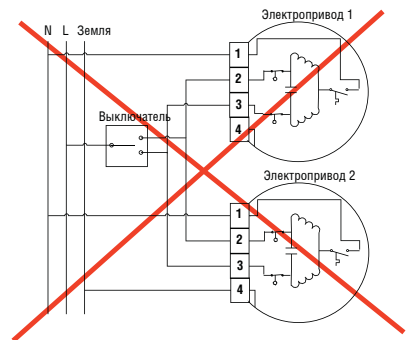 Электропривод 1
N L Земля
1
2
3
4
Выключатель
Электропривод 2
1
2
3
4